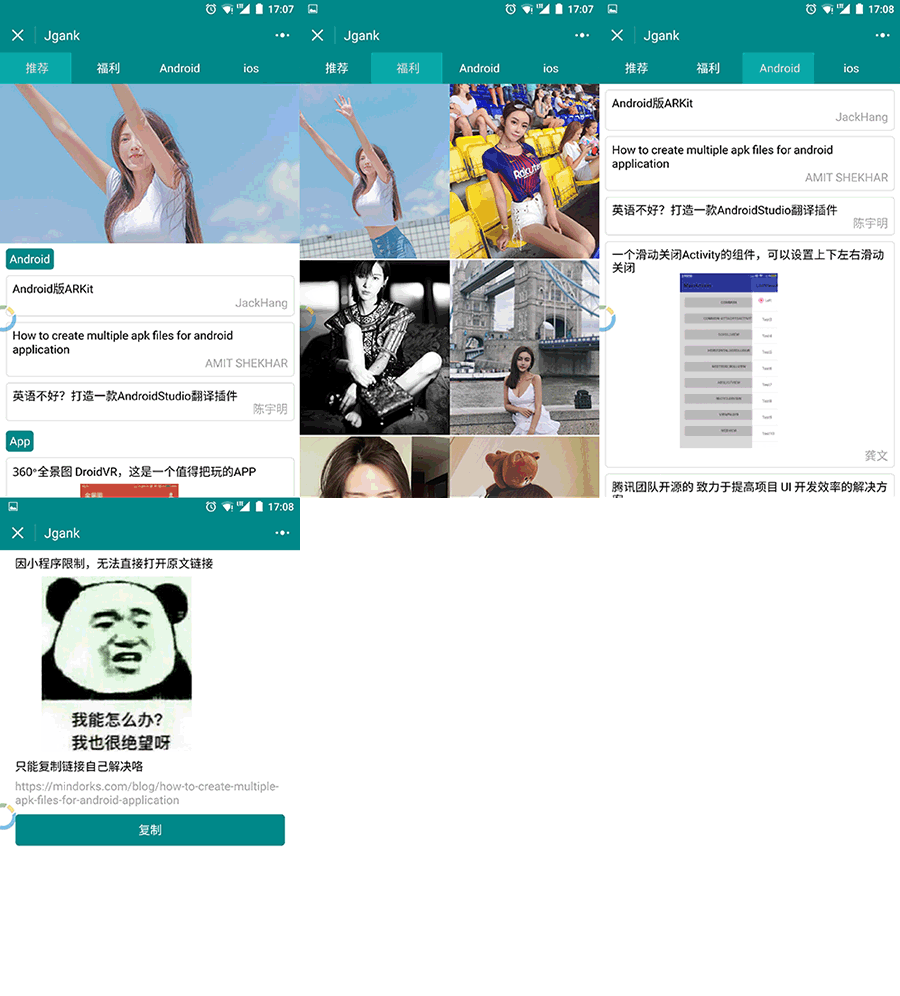 17:07
Jgank
推荐
福利
Android
ios
Android
Android版ARKit
JackHang
How to create multiple apk files for android
application
AMIT SHEKHAR
英语不好？打造一款AndroidStudio翻译插件
陈宇明
App
360°全景图 DroidVR，这是一个值得把玩的APP
全景图
17:07
Jgank
推荐
福利
Android
ios
Rakuten
17:08
Jgank
推荐
福利
Android
ios
Android版ARKit
JackHang
How to create multiple apk files for android
application
AMIT SHEKHAR
英语不好？打造一款AndroidStudio翻译插件
陈宇明
一个滑动关闭Activity的组件，可以设置上下左右滑动
关闭
龚文
腾讯团队开源的 致力于提高项目 UI 开发效率的解决方
案
17:08
Jgank
因小程序限制，无法直接打开原文链接
我能怎么办?
我也很绝望呀
只能复制链接自己解决咯
https://mindorks.com/blog/how-to-create-multiple-
apk-files-for-android-application
复制